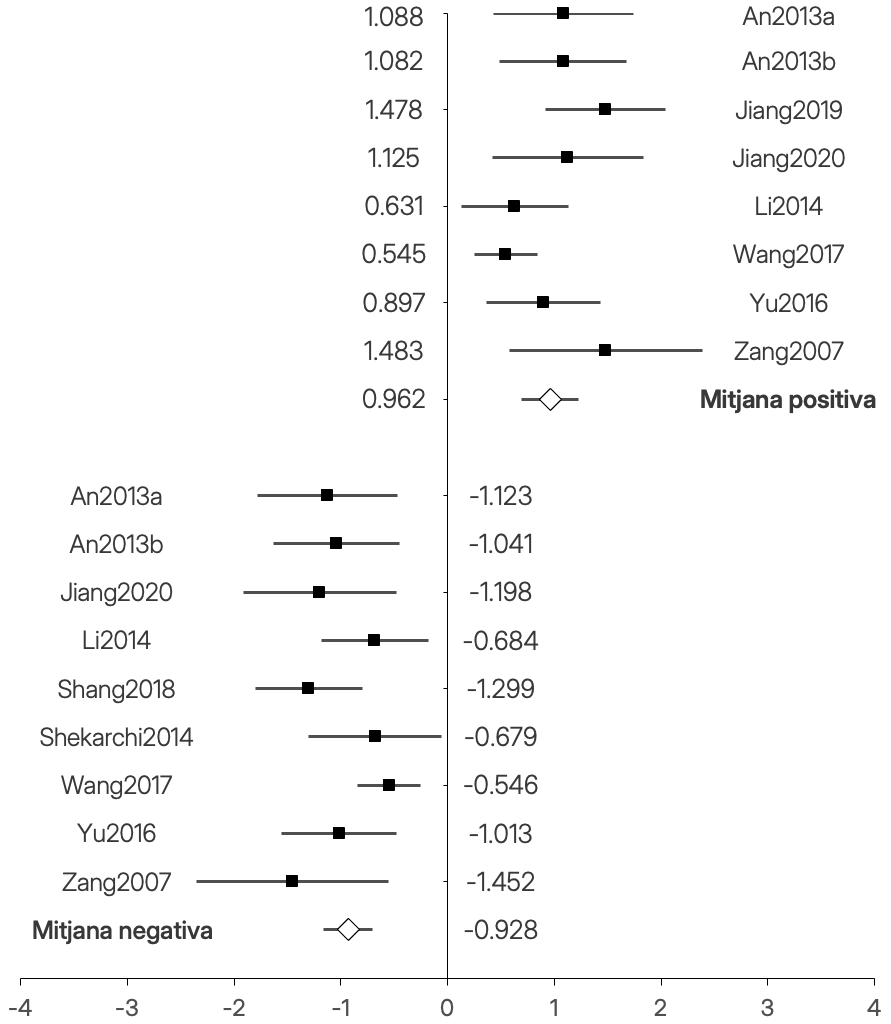 1.088 An2013a
1.082 An2013b
1.478 Jiang2019
1.125 Jiang2020
0.631 Li2014
0.545 Wang2017
0.897 Yu2016
1.483 Zang2007
0.962 Mitjana positiva
An2013a -1.123
An2013b -1.041
Jiang2020 -1.198
Li2014 -0.684
Shang2018 -1.299
Shekarchi2014 -0.679
Wang2017 -0.546
Yu2016 -1.013
Zang2007 -1.452
Mitjana negativa -0.928
-4 -3 -2 -1 0 1 2 3 4